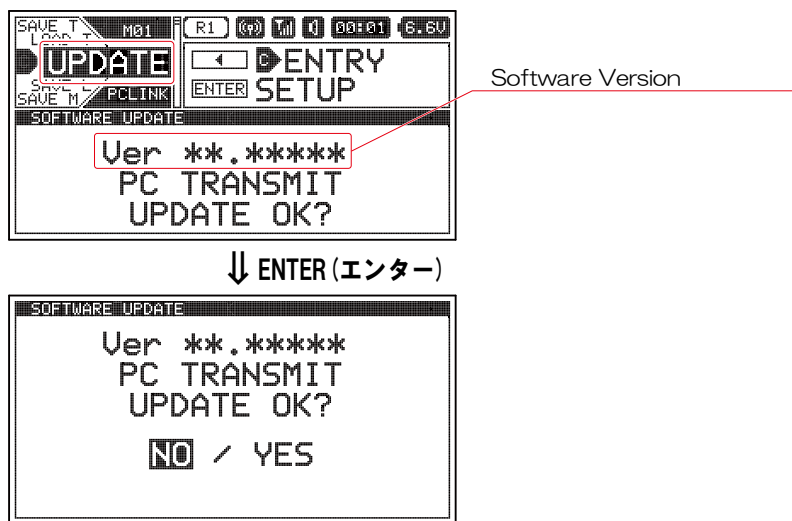 SAVE T
LOAD T
M01
R1
00:01
6.6V
UPDATE
C ENTRY
ENTER SETUP
SAVE M
PCLINK
SOFTWARE UPDATE
Software Version
Ver **.*****
PC TRANSMIT
UPDATE OK?
⇓ ENTER(エンター)
SOFTWARE UPDATE
Ver **.*****
PC TRANSMIT
UPDATE OK?
NO / YES